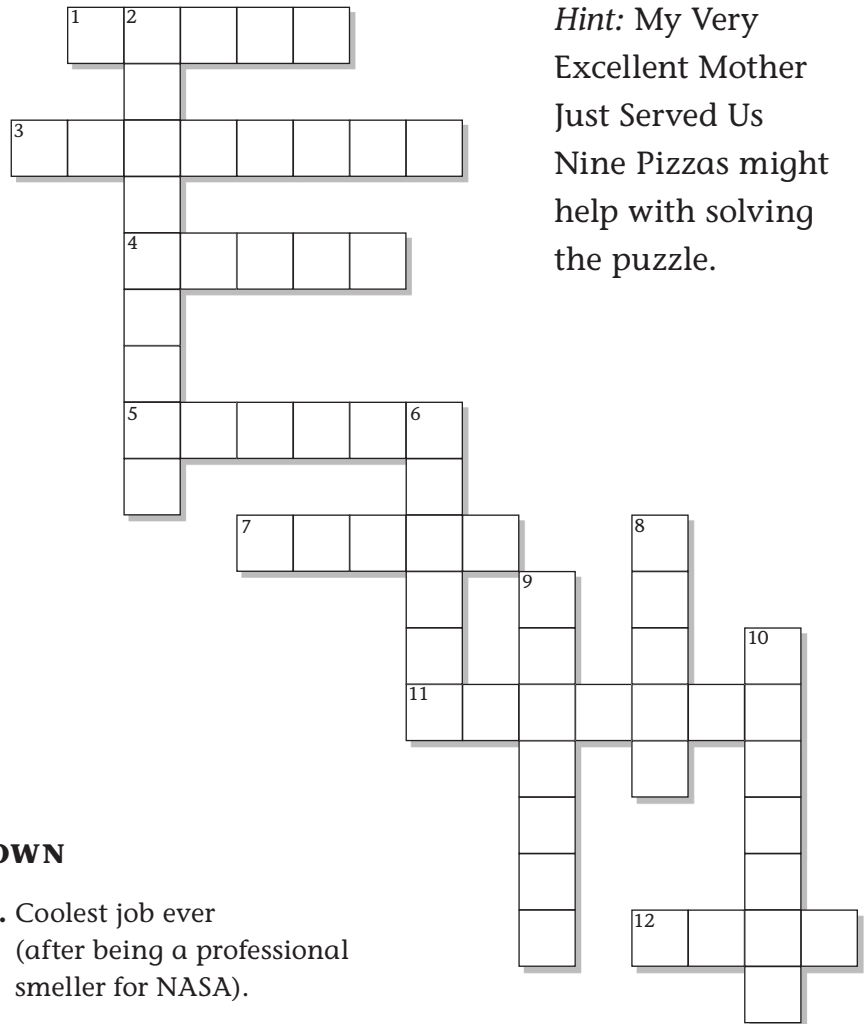 1 2
Hint: My Very
Excellent Mother
3
Just Served Us
Nine Pizzas might
help with solving
4
the puzzle.
5 6
7 8
9
10
11
OWN
. Coolest job ever
12
(after being a professional
smeller for NASA).